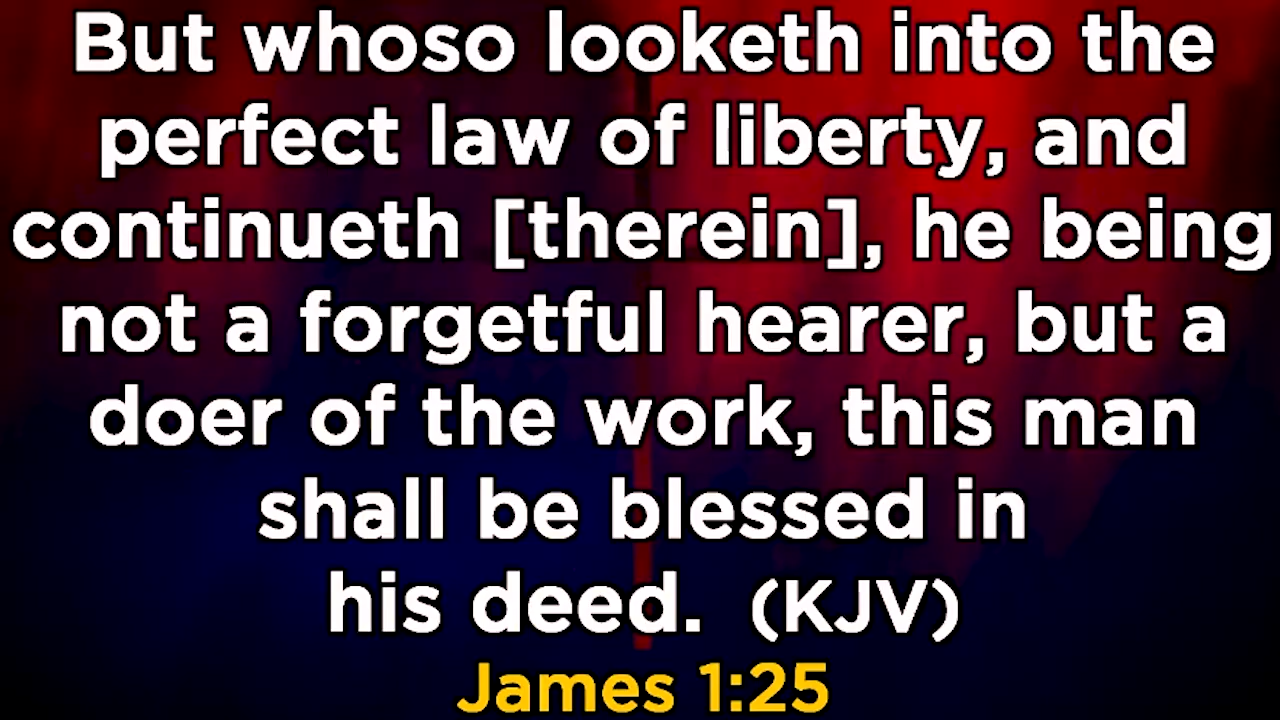 But whoso looketh into the
perfect law of liberty, and
continueth [therein], he being
not a forgetful hearer, but a
doer of the work, this man
shall be blessed in
his deed. (KJV)
James 1:25